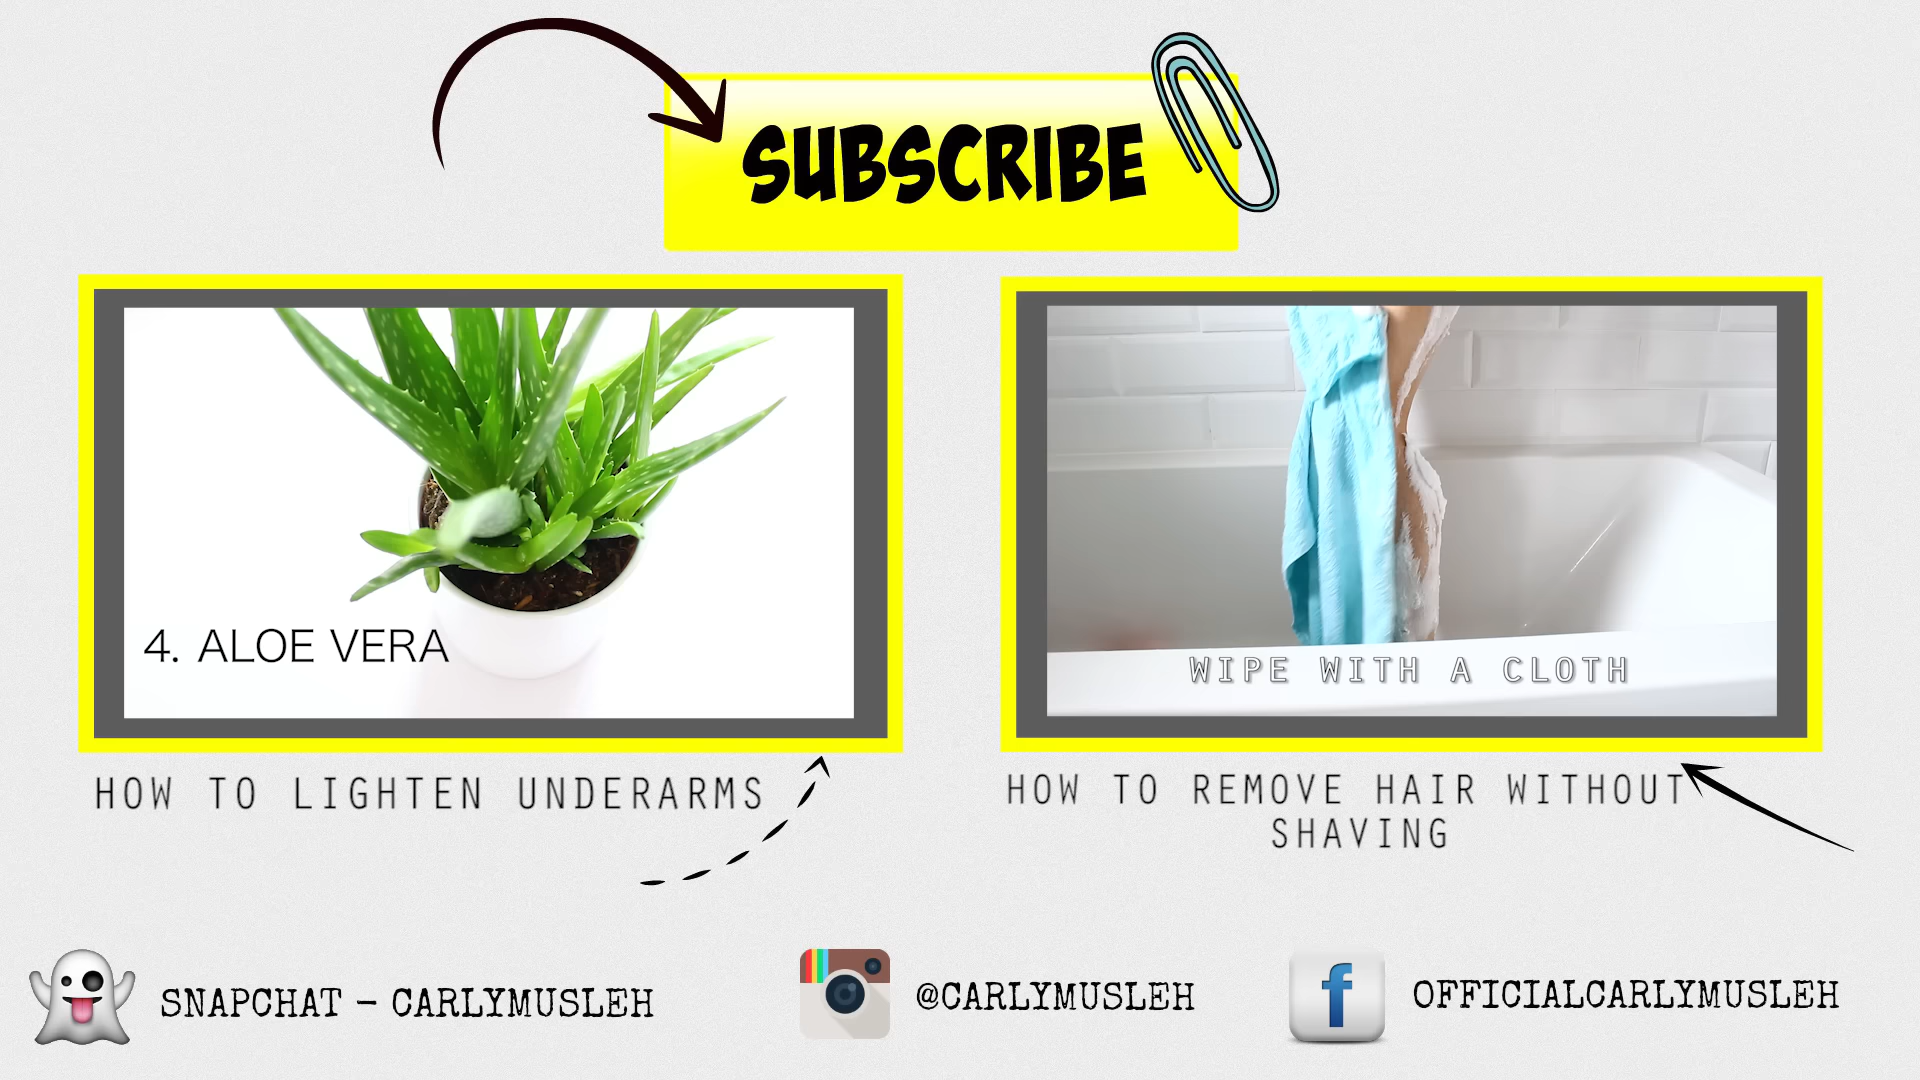 SUBSCRIBE
4. ALOE VERA
WIPE WITH A CLOTH
HOW TO LIGHTEN UNDERARMS
HOW TO REMOVE HAIR WITHOUT
SHAVING
SNAPCHAT - CARLYMUSLEH
@CARLYMUSLEH
f
OFFICIALCARLYMUSLEH